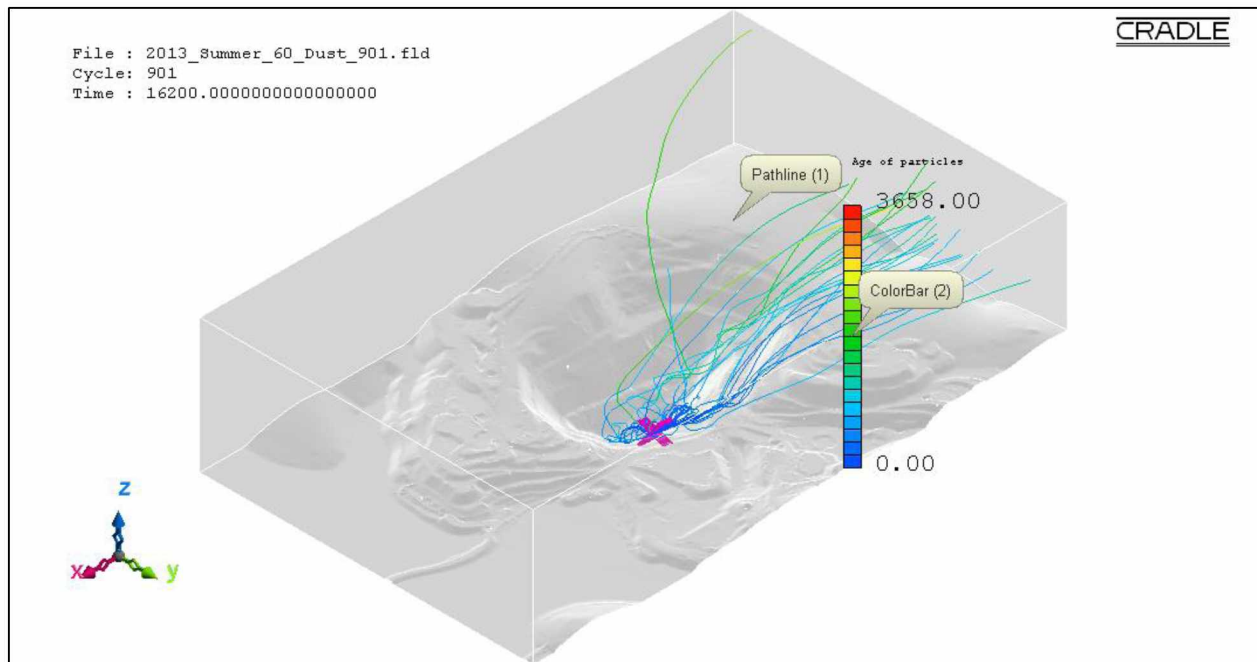 File : 2013_Summer_60_Dust_901.fld
Cycle: 901
Time : 16200.0000000000000000
CRADLE
Pathline (1)
Age of particles
3658.00
ColorBar (2)
0.00
z
x
y